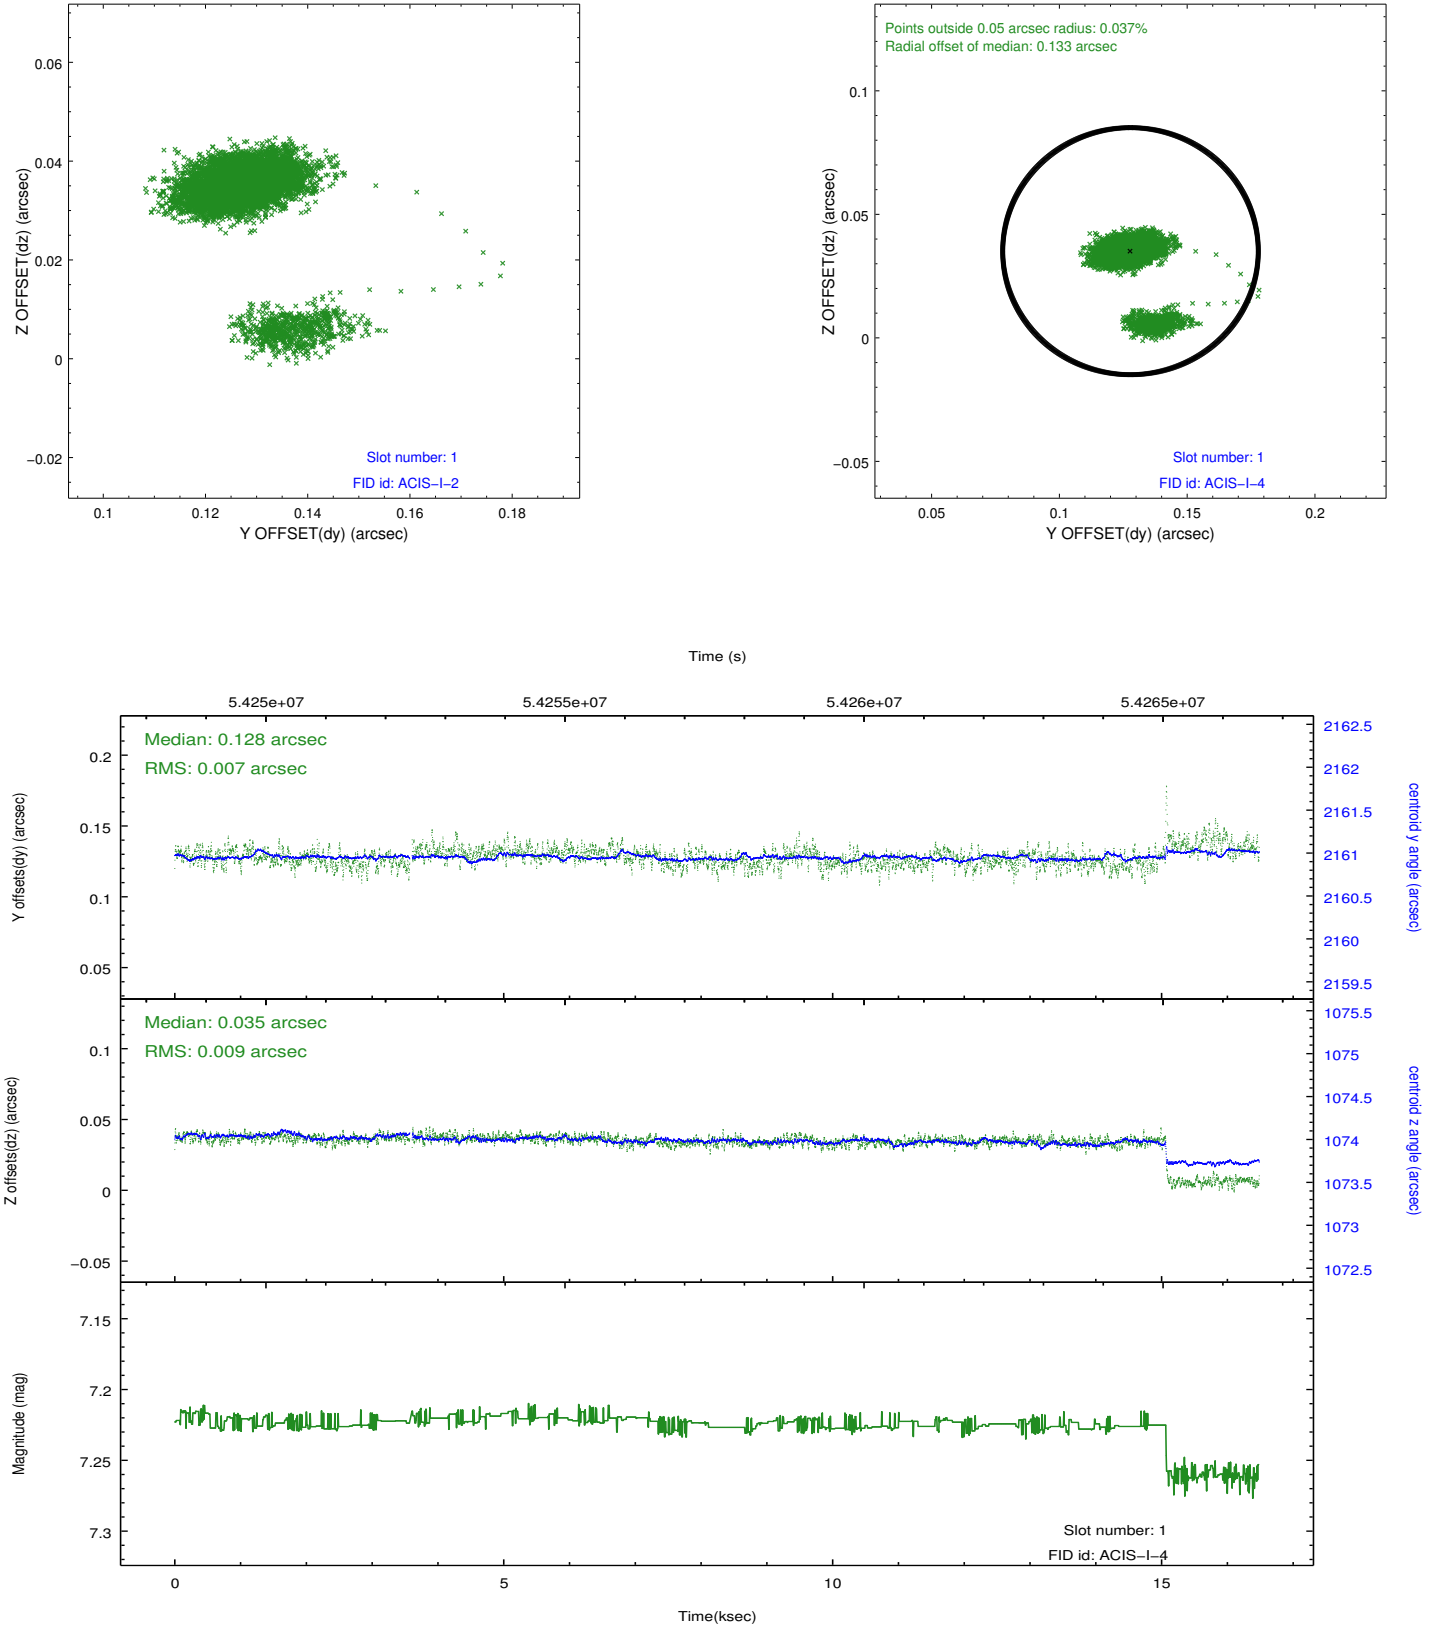 0.06
0.04
0.02
0
−0.02
Z OFFSET(dz) (arcsec)
Slot number: 1
FID id: ACIS−I−2
0.1
0.12
0.14
0.16
0.18
Y OFFSET(dy) (arcsec)
Points outside 0.05 arcsec radius: 0.037%
Radial offset of median: 0.133 arcsec
0.1
0.05
0
−0.05
Z OFFSET(dz) (arcsec)
Slot number: 1
FID id: ACIS−I−4
0.05
0.1
0.15
0.2
Y OFFSET(dy) (arcsec)
Time (s)
5.425e+07
5.4255e+07
5.426e+07
5.4265e+07
Median: 0.128 arcsec
RMS: 0.007 arcsec
0.2
0.15
0.1
0.05
Y offsets(dy) (arcsec)
2162.5
2162
2161.5
2161
2160.5
2160
2159.5
centroid y angle (arcsec)
Median: 0.035 arcsec
RMS: 0.009 arcsec
0.1
0.05
0
−0.05
Z offsets(dz) (arcsec)
1075.5
1075
1074.5
1074
1073.5
1073
1072.5
centroid z angle (arcsec)
7.15
7.2
7.25
7.3
Magnitude (mag)
Slot number: 1
FID id: ACIS−I−4
0
5
10
15
Time(ksec)